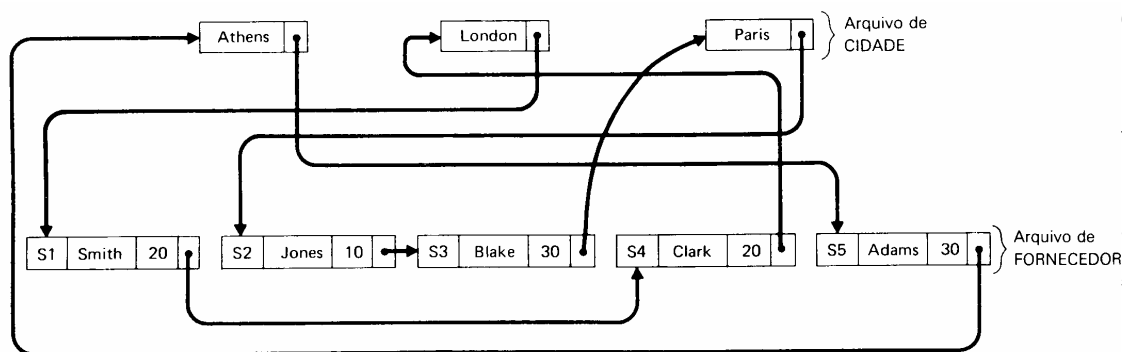 Athens London Paris Arquivo de
CIDADE
S1 Smith 20 S2 Jones 10 S3 Blake 30 S4 Clark 20 S5 Adams 30 Arquivo de
FORNECEDOR